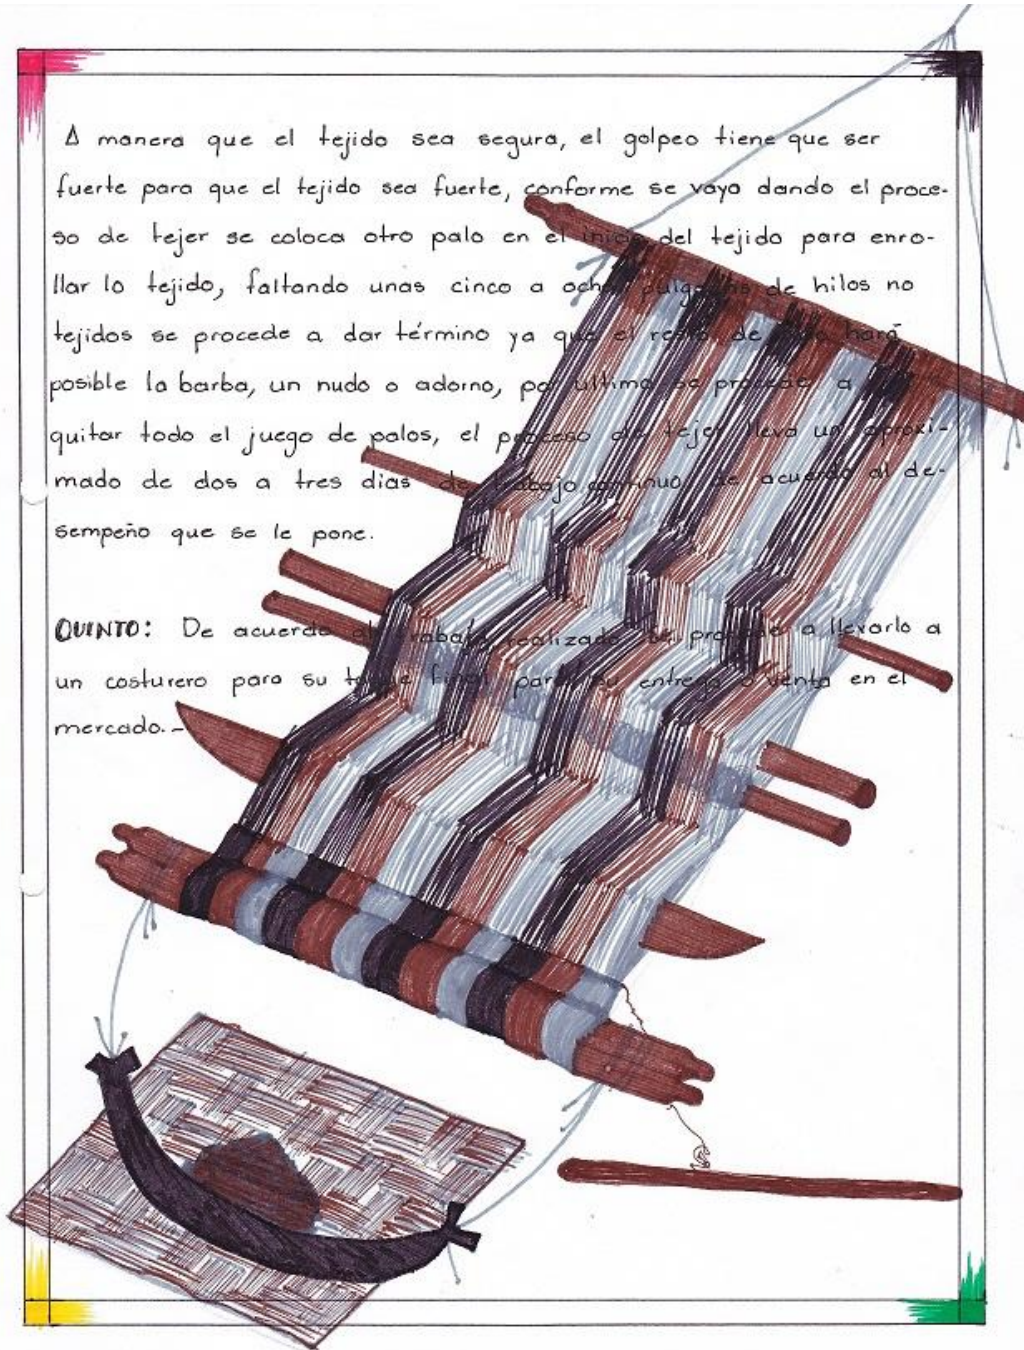 A manera que el tejido sea segura, el golpeo tiene que ser
fuerte para que el tejido sea fuerte, conforme se vaya dando el proce-
so de tejer se coloca otro palo en el inicio del tejido para enro-
llar lo tejido, faltando unas cinco a ocho pulgadas de hilos no
tejidos se procede a dar término ya que el resto de hará
posible la barba, un nudo o adorno, por ultimo se procede a
quitar todo el juego de palos, el proceso de tejer lleva un aproxi-
mado de dos a tres dias de trabajo continuo, de acuerdo al de-
sempeño que se le pone.
QUINTO: De acuerdo al trabajo realizado se procede a llevarlo a
un costurero para su toque final para su entrega o venta en el
mercado.-